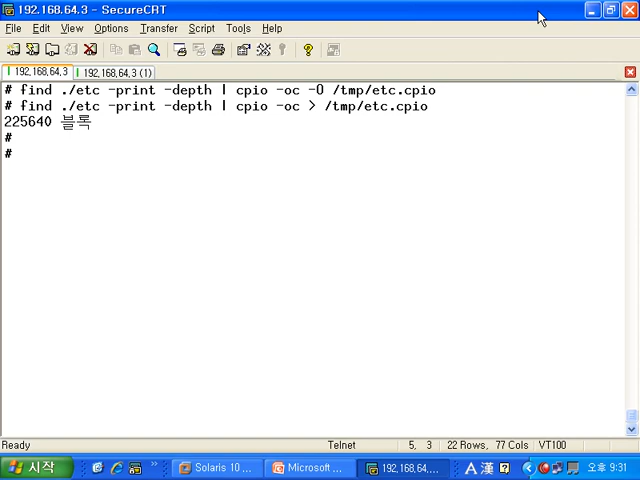 192.168.64.3 - SecureCRT
File Edit View Options Transfer Script Tools Help
192.168.64.3 192.168.64.3 (1)
# find ./etc -print -depth | cpio -oc -O /tmp/etc.cpio
# find ./etc -print -depth | cpio -oc > /tmp/etc.cpio
225640 블록
#
#
Ready Telnet 5, 3 22 Rows, 77 Cols VT100
시작 Solaris 10 ... Microsoft ... 192.168.64.... A 漢 오후 9:31